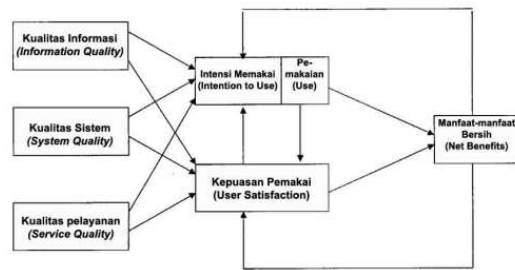 Kualitas Informasi
(Information Quality)
Kualitas Sistem
(System Quality)
Kualitas pelayanan
(Service Quality)
Intensi Memakai
(Intention to Use)
Pe-
makaian
(Use)
Kepuasan Pemakai
(User Satisfaction)
Manfaat-manfaat
Bersih
(Net Benefits)